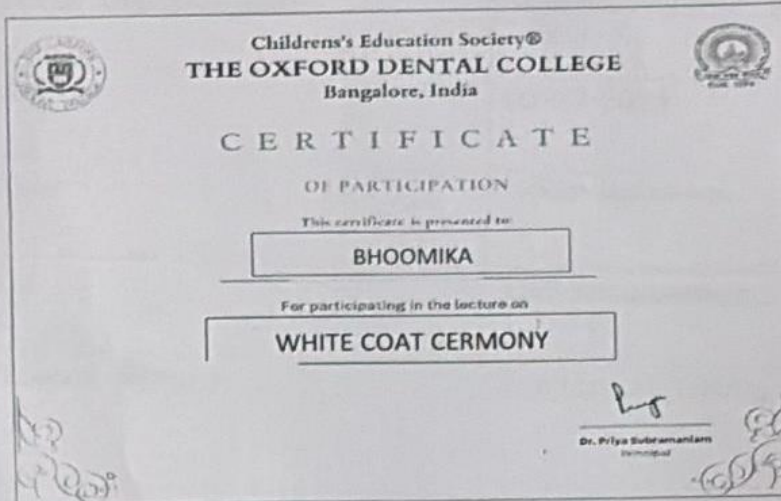 Childrens's Education Society®
THE OXFORD DENTAL COLLEGE
Bangalore, India
CERTIFICATE
OF PARTICIPATION
This certificate is presented to:
BHOOMIKA
For participating in the lecture on
WHITE COAT CERMONY
Dr. Priya Subramaniam
Principal